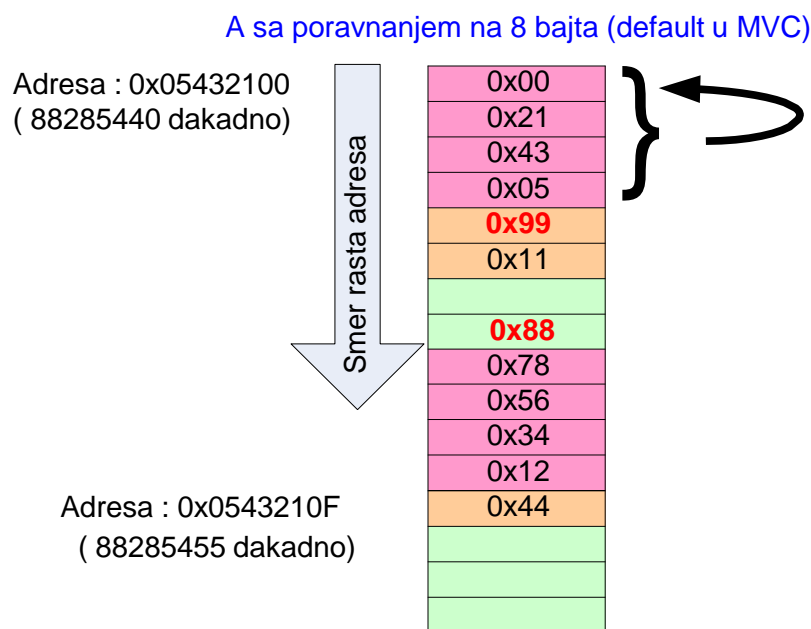 A sa poravnanjem na 8 bajta (default u MVC)
Adresa : 0x05432100
( 88285440 dakadno)
Smer rasta adresa
0x00
0x21
0x43
0x05
0x99
0x11
0x88
0x78
0x56
0x34
0x12
0x44
Adresa : 0x0543210F
( 88285455 dakadno)